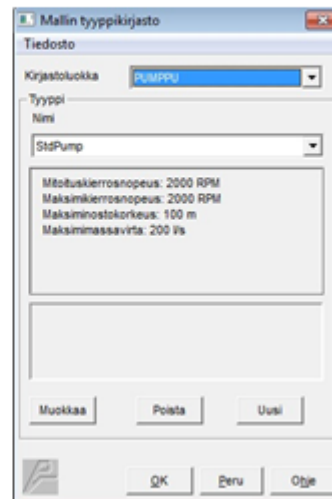 Mallin tyyppikirjasto
Tiedosto
Kirjastoluokka PUMPPU
Tyyppi
Nimi
StdPump
Mitoituskierrosnopeus: 2000 RPM
Maksimikierrosnopeus: 2000 RPM
Maksiminostokorkeus: 100 m
Maksimimassavirta: 200 l/s
Muokkaa Poista Uusi
OK Peru Ohje